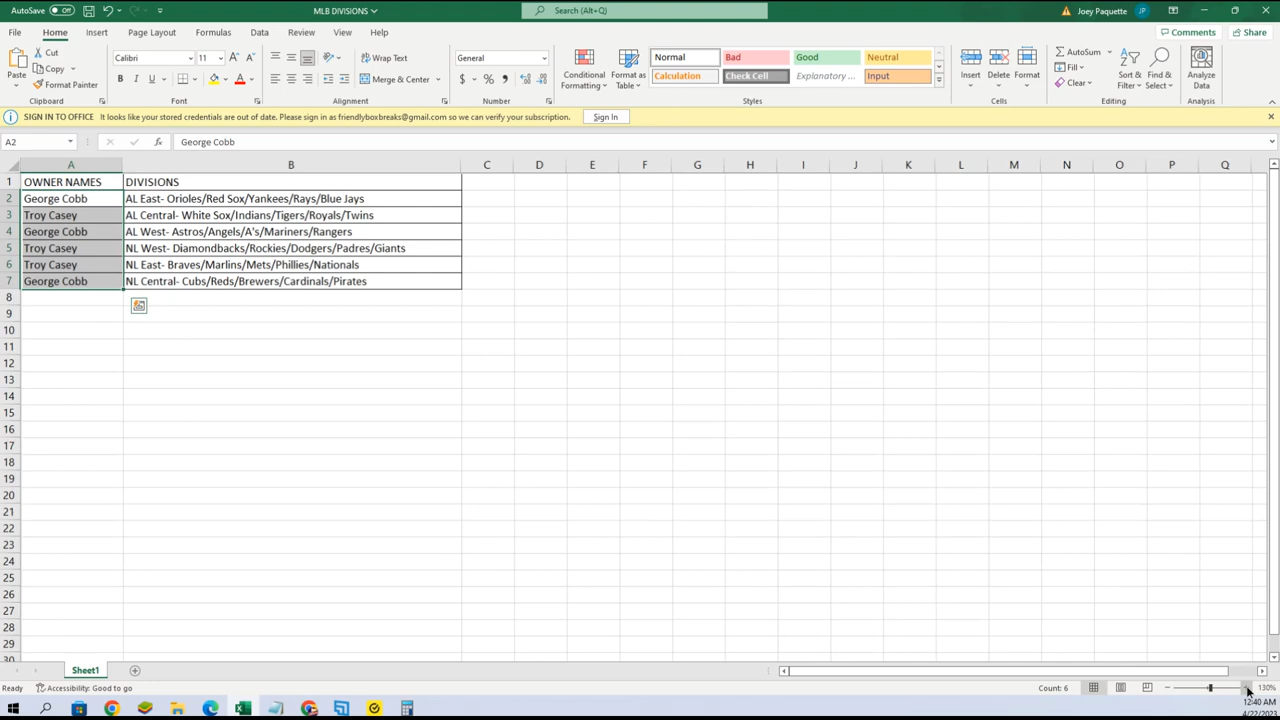 AutoSave Off MLB DIVISIONS Search (Alt+Q) Joey Paquette JP
File Home Insert Page Layout Formulas Data Review View Help Comments Share
Paste Cut Copy Format Painter Clipboard
Calibri 11 A A B I U A Font
Wrap Text Merge & Center Alignment
General $ % , Number
Conditional Formatting Format as Table
Normal Bad Good Neutral
Calculation Check Cell Explanatory ... Input
Styles
Insert Delete Format Cells
AutoSum Fill Clear Sort & Filter Find & Select Editing
Analyze Data Analysis
SIGN IN TO OFFICE It looks like your stored credentials are out of date. Please sign in as friendlyboxbreaks@gmail.com so we can verify your subscription. Sign In
A2 fx George Cobb
A B C D E F G H I J K L M N O P Q
1 OWNER NAMES DIVISIONS
2 George Cobb AL East- Orioles/Red Sox/Yankees/Rays/Blue Jays
3 Troy Casey AL Central- White Sox/Indians/Tigers/Royals/Twins
4 George Cobb AL West- Astros/Angels/A's/Mariners/Rangers
5 Troy Casey NL West- Diamondbacks/Rockies/Dodgers/Padres/Giants
6 Troy Casey NL East- Braves/Marlins/Mets/Phillies/Nationals
7 George Cobb NL Central- Cubs/Reds/Brewers/Cardinals/Pirates
8
9
10
11
12
13
14
15
16
17
18
19
20
21
22
23
24
25
26
27
28
29
30
Sheet1
Ready Accessibility: Good to go Count: 6 130%
12:40 AM
4/22/2023